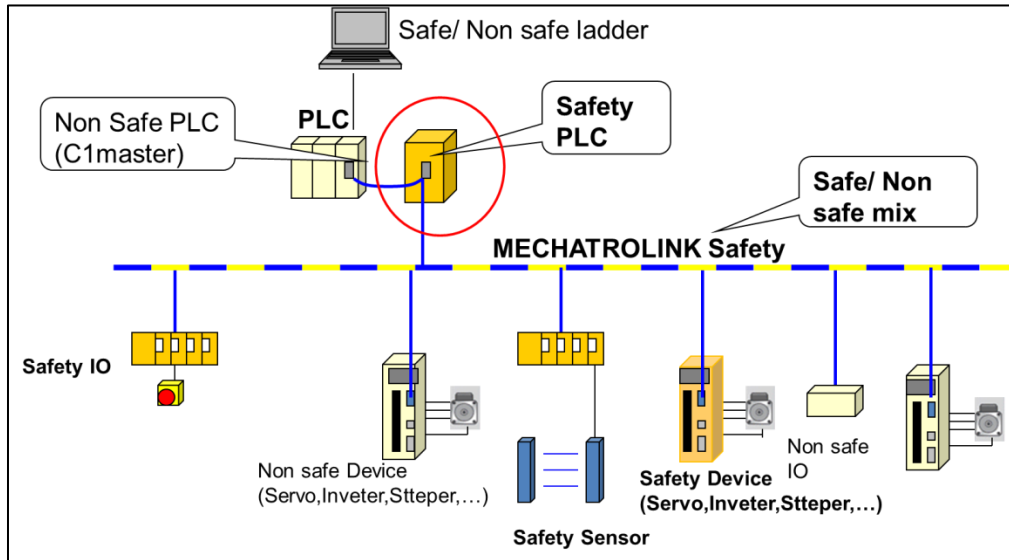 Safe/ Non safe ladder
PLC
Non Safe PLC
(C1master)
Safety
PLC
Safe/ Non
safe mix
MECHATROLINK Safety
Safety IO
Non safe Device
(Servo,Inveter,Stteper,...)
Safety Sensor
Safety Device
(Servo,Inveter,Stteper,...)
Non safe
IO